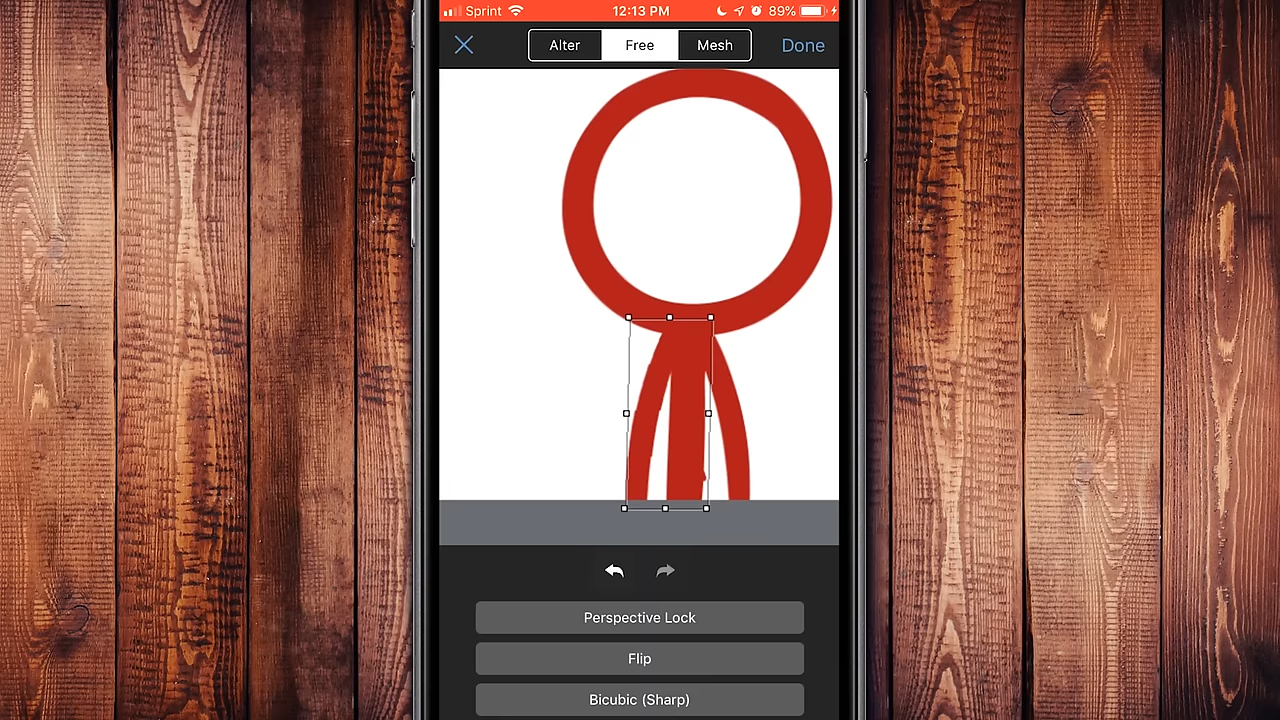 Sprint 12:13 PM 89%
Alter Free Mesh Done
Perspective Lock
Flip
Bicubic (Sharp)